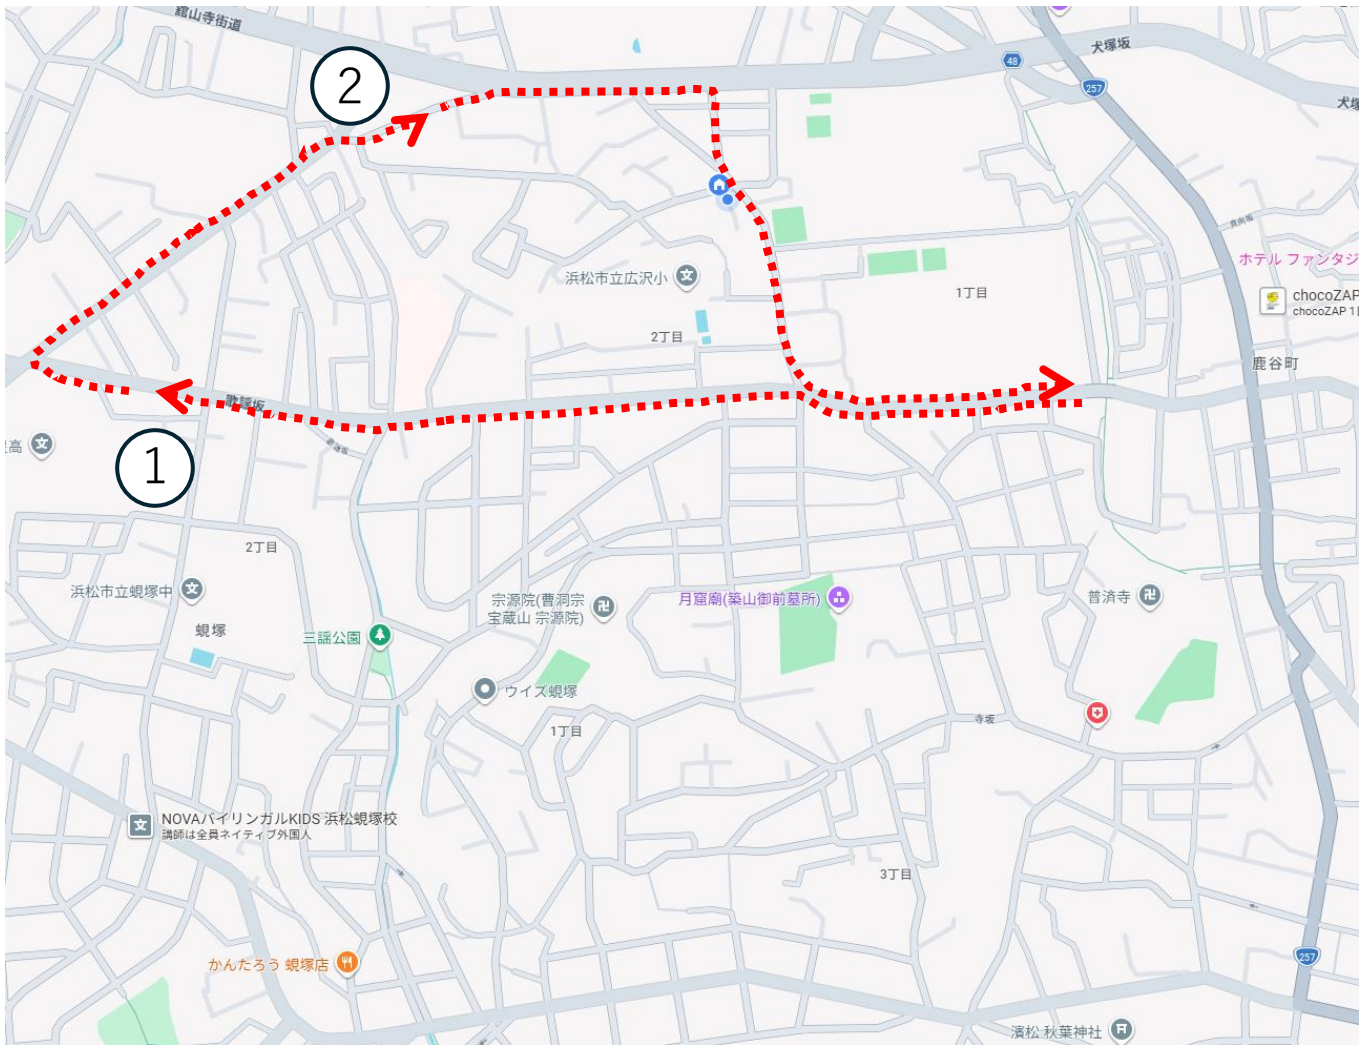 舘山寺街道
犬塚坂
48
257
②
犬塚
ホテル ファンタジ
浜松市立広沢小
1丁目
chocoZAP
chocoZAP 1
2丁目
鹿谷町
歌謡坂
①
高
2丁目
浜松市立蜆塚中
宗源院(曹洞宗
宝蔵山 宗源院)
月窟廟(築山御前墓所)
普済寺
蜆塚
三謡公園
ウイズ蜆塚
寺坂
1丁目
NOVAバイリンガルKIDS 浜松蜆塚校
講師は全員ネイティブ外国人
3丁目
かんたろう 蜆塚店
257
濱松 秋葉神社